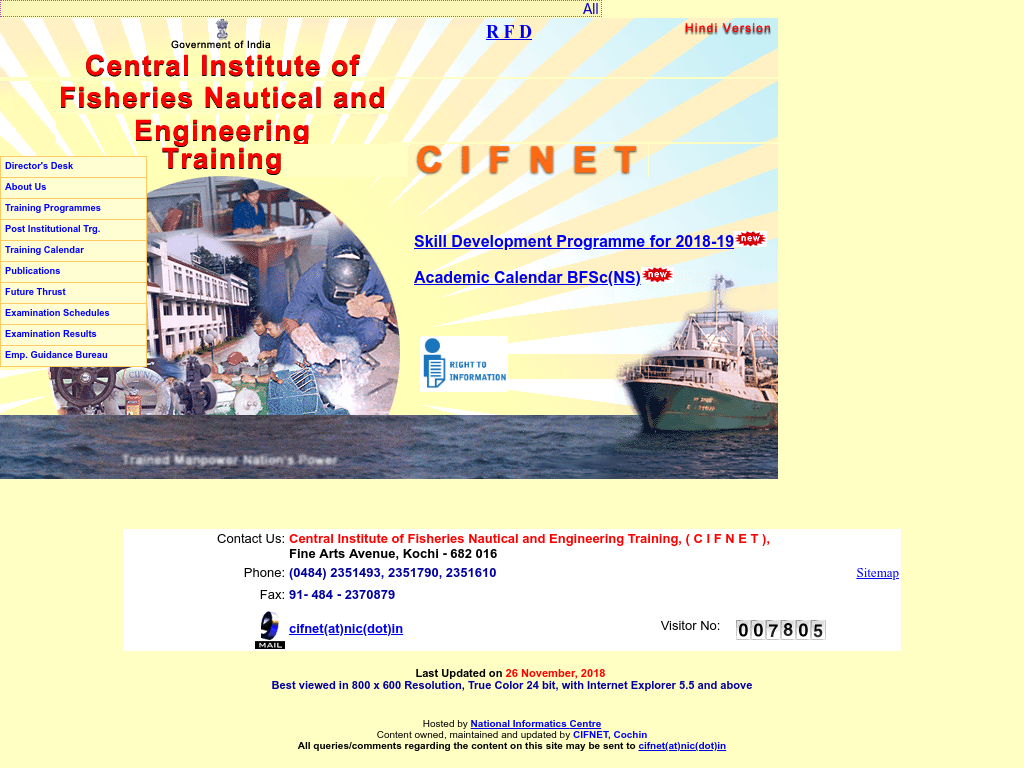 All
Government of India
R F D
Hindi Version
Central Institute of
Fisheries Nautical and
Engineering
Training
C I F N E T
Director's Desk
About Us
Training Programmes
Post Institutional Trg.
Training Calendar
Publications
Future Thrust
Examination Schedules
Examination Results
Emp. Guidance Bureau
Skill Development Programme for 2018-19 new
Academic Calendar BFSc(NS) new
RIGHT TO
INFORMATION
CIFNET
Trained Manpower Nation's Power
Contact Us: Central Institute of Fisheries Nautical and Engineering Training, ( C I F N E T ),
Fine Arts Avenue, Kochi - 682 016
Phone: (0484) 2351493, 2351790, 2351610
Sitemap
Fax: 91- 484 - 2370879
MAIL
cifnet(at)nic(dot)in
Visitor No: 007805
Last Updated on 26 November, 2018
Best viewed in 800 x 600 Resolution, True Color 24 bit, with Internet Explorer 5.5 and above
Hosted by National Informatics Centre
Content owned, maintained and updated by CIFNET, Cochin
All queries/comments regarding the content on this site may be sent to cifnet(at)nic(dot)in